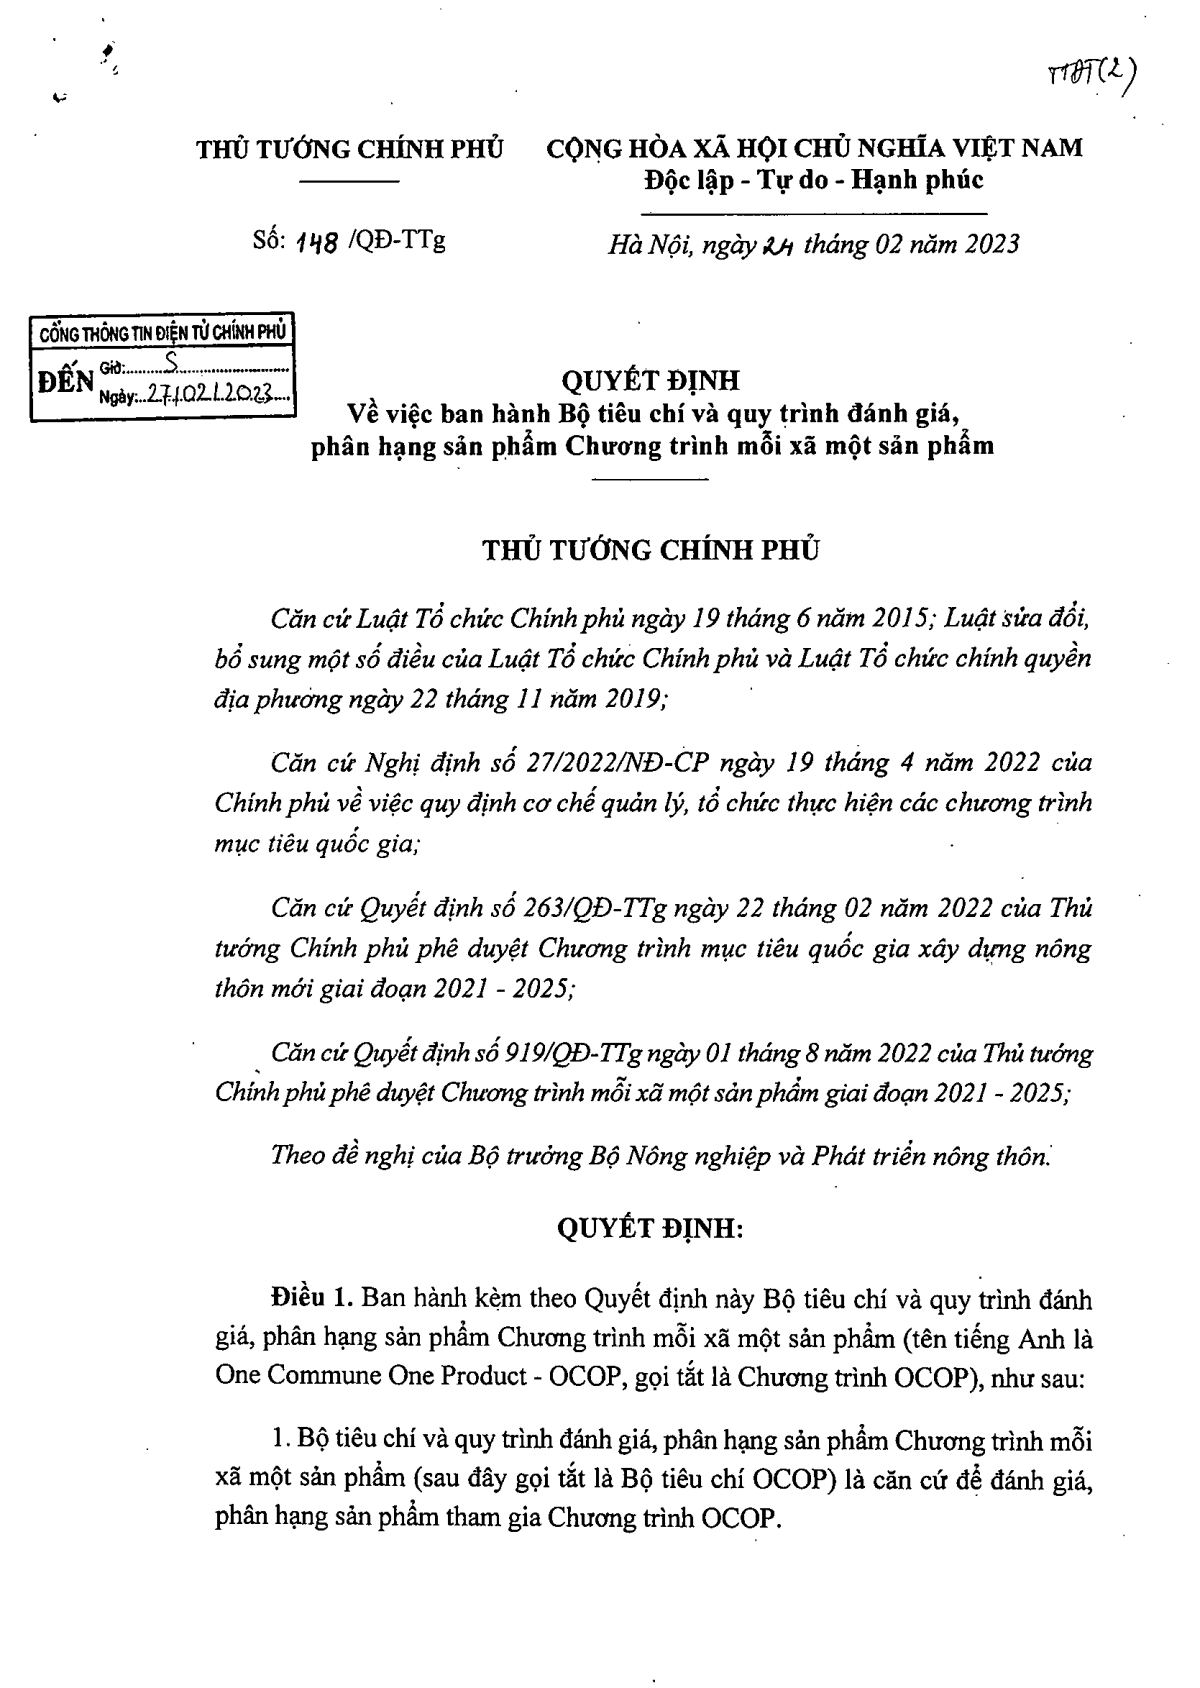 TTĐT(2)
THỦ TƯỚNG CHÍNH PHỦ
CỘNG HÒA XÃ HỘI CHỦ NGHĨA VIỆT NAM
Độc lập - Tự do - Hạnh phúc
Số: 148 /QĐ-TTg
Hà Nội, ngày 24 tháng 02 năm 2023
CỔNG THÔNG TIN ĐIỆN TỬ CHÍNH PHỦ
ĐẾN
Giờ: S
Ngày: 27/02/2023
QUYẾT ĐỊNH
Về việc ban hành Bộ tiêu chí và quy trình đánh giá,
phân hạng sản phẩm Chương trình mỗi xã một sản phẩm
THỦ TƯỚNG CHÍNH PHỦ
Căn cứ Luật Tổ chức Chính phủ ngày 19 tháng 6 năm 2015; Luật sửa đổi,
bổ sung một số điều của Luật Tổ chức Chính phủ và Luật Tổ chức chính quyền
địa phương ngày 22 tháng 11 năm 2019;
Căn cứ Nghị định số 27/2022/NĐ-CP ngày 19 tháng 4 năm 2022 của
Chính phủ về việc quy định cơ chế quản lý, tổ chức thực hiện các chương trình
mục tiêu quốc gia;
Căn cứ Quyết định số 263/QĐ-TTg ngày 22 tháng 02 năm 2022 của Thủ
tướng Chính phủ phê duyệt Chương trình mục tiêu quốc gia xây dựng nông
thôn mới giai đoạn 2021 - 2025;
Căn cứ Quyết định số 919/QĐ-TTg ngày 01 tháng 8 năm 2022 của Thủ tướng
Chính phủ phê duyệt Chương trình mỗi xã một sản phẩm giai đoạn 2021 - 2025;
Theo đề nghị của Bộ trưởng Bộ Nông nghiệp và Phát triển nông thôn.
QUYẾT ĐỊNH:
Điều 1. Ban hành kèm theo Quyết định này Bộ tiêu chí và quy trình đánh
giá, phân hạng sản phẩm Chương trình mỗi xã một sản phẩm (tên tiếng Anh là
One Commune One Product - OCOP, gọi tắt là Chương trình OCOP), như sau:
1. Bộ tiêu chí và quy trình đánh giá, phân hạng sản phẩm Chương trình mỗi
xã một sản phẩm (sau đây gọi tắt là Bộ tiêu chí OCOP) là căn cứ để đánh giá,
phân hạng sản phẩm tham gia Chương trình OCOP.